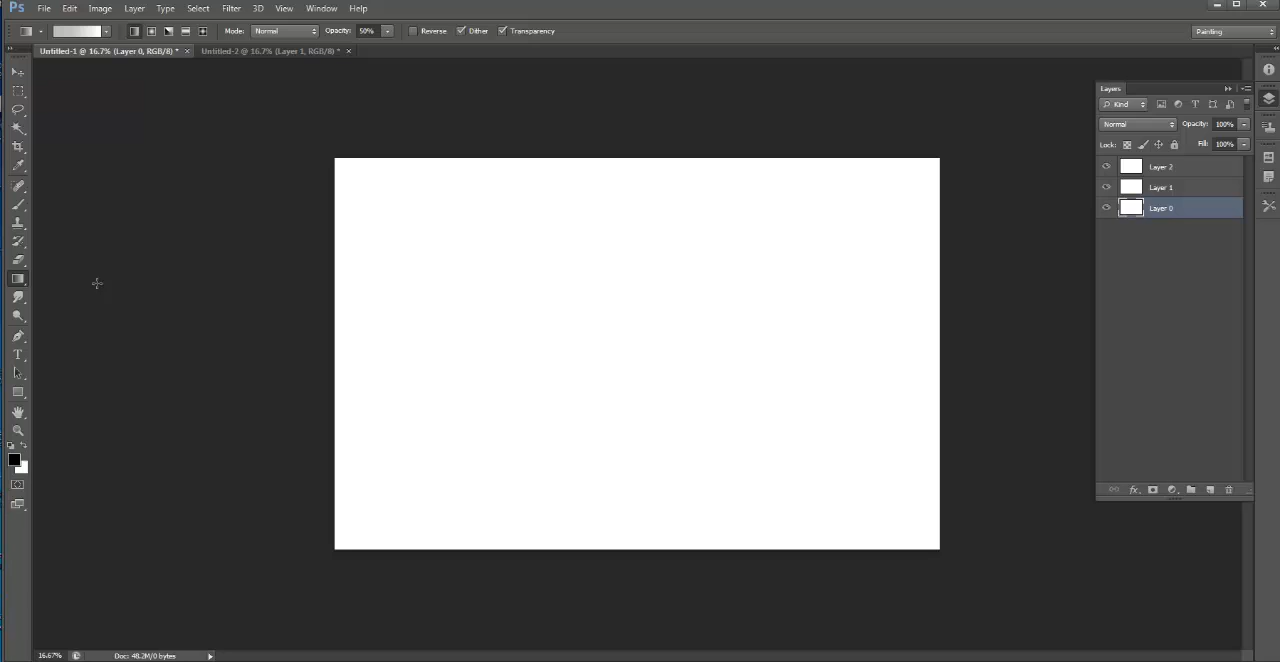 Ps File Edit Image Layer Type Select Filter 3D View Window Help
Mode: Normal Opacity: 50% Reverse Dither Transparency Painting
Untitled-1 @ 16.7% (Layer 0, RGB/8) * × Untitled-2 @ 16.7% (Layer 1, RGB/8) * ×
Layers
Kind
Normal Opacity: 100%
Lock: Fill: 100%
Layer 2
Layer 1
Layer 0
T
fx
16.67% Doc: 48.2M/0 bytes